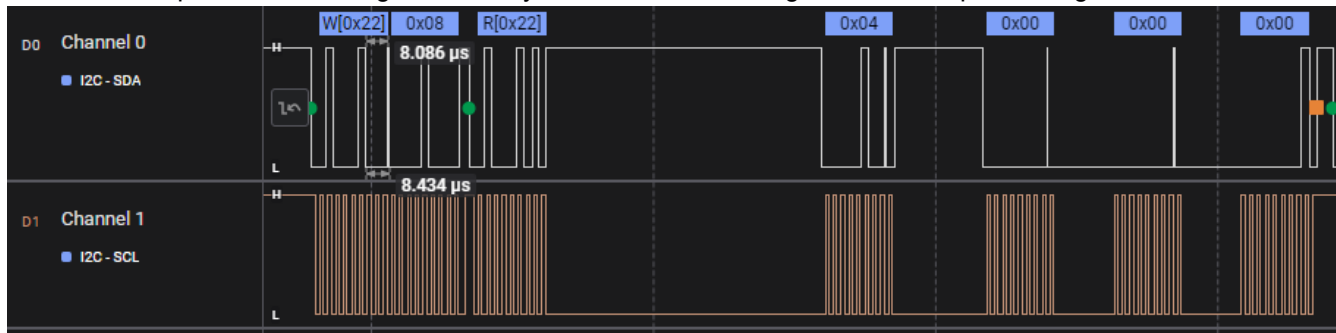 W[0x22] 0x08 R[0x22] 0x04 0x00 0x00 0x00
D0 Channel 0
I2C - SDA
H
8.086 µs
L
8.434 µs
D1 Channel 1
I2C - SCL
H
L